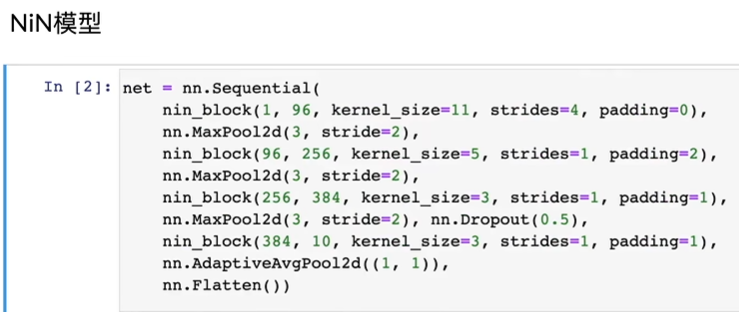 NiN模型
In [2]: net = nn.Sequential(
nin_block(1, 96, kernel_size=11, strides=4, padding=0),
nn.MaxPool2d(3, stride=2),
nin_block(96, 256, kernel_size=5, strides=1, padding=2),
nn.MaxPool2d(3, stride=2),
nin_block(256, 384, kernel_size=3, strides=1, padding=1),
nn.MaxPool2d(3, stride=2), nn.Dropout(0.5),
nin_block(384, 10, kernel_size=3, strides=1, padding=1),
nn.AdaptiveAvgPool2d((1, 1)),
nn.Flatten())